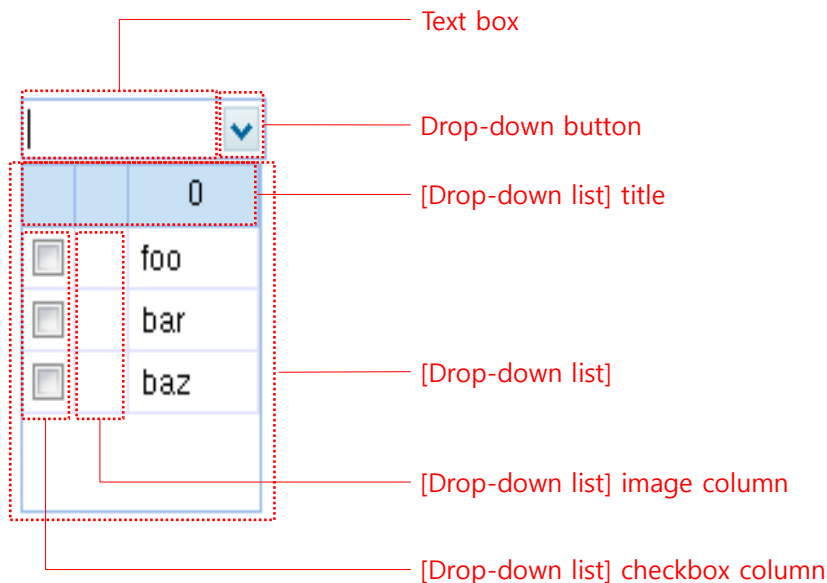 Text box
Drop-down button
[Drop-down list] title
0
foo
bar
baz
[Drop-down list]
[Drop-down list] image column
[Drop-down list] checkbox column